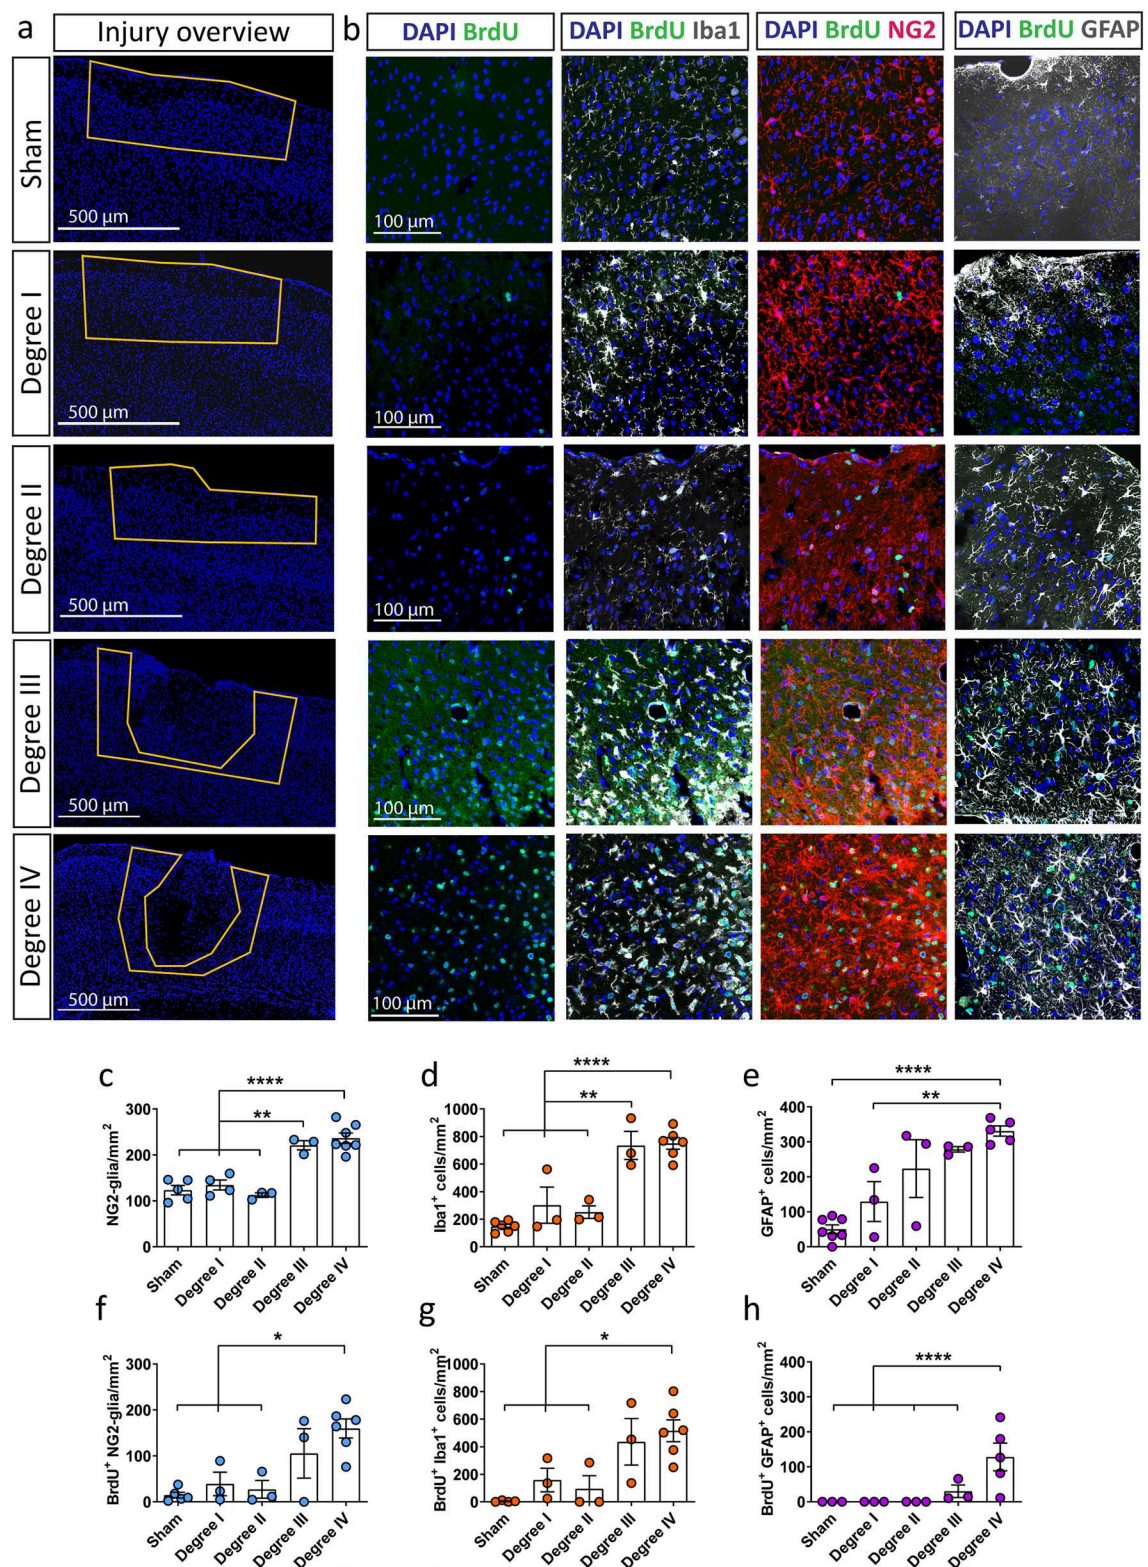 a Injury overview b DAPI BrdU DAPI BrdU Iba1 DAPI BrdU NG2 DAPI BrdU GFAP
Sham
500 µm
100 µm
Degree I
500 µm
100 µm
Degree II
500 µm
100 µm
Degree III
500 µm
100 µm
Degree IV
500 µm
100 µm
c
****
**
NG2-glia/mm²
300
200
100
0
Sham
Degree I
Degree II
Degree III
Degree IV
d
****
**
Iba1⁺ cells/mm²
1000
800
600
400
200
0
Sham
Degree I
Degree II
Degree III
Degree IV
e
****
**
GFAP⁺ cells/mm²
400
300
200
100
0
Sham
Degree I
Degree II
Degree III
Degree IV
f
*
BrdU⁺ NG2-glia/mm²
300
200
100
0
Sham
Degree I
Degree II
Degree III
Degree IV
g
*
BrdU⁺ Iba1⁺ cells/mm²
1000
800
600
400
200
0
Sham
Degree I
Degree II
Degree III
Degree IV
h
****
BrdU⁺ GFAP⁺ cells/mm²
400
300
200
100
0
Sham
Degree I
Degree II
Degree III
Degree IV